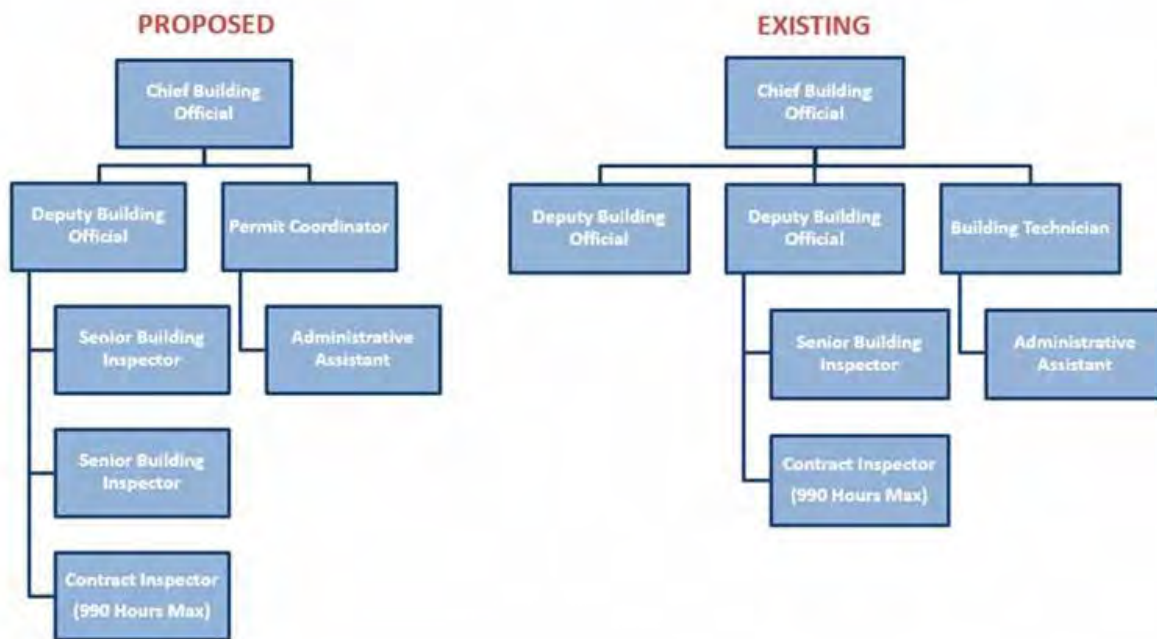 PROPOSED
Chief Building
Official
Deputy Building
Official
Permit Coordinator
Senior Building
Inspector
Administrative
Assistant
Senior Building
Inspector
Contract Inspector
(990 Hours Max)
EXISTING
Chief Building
Official
Deputy Building
Official
Deputy Building
Official
Building Technician
Senior Building
Inspector
Administrative
Assistant
Contract Inspector
(990 Hours Max)